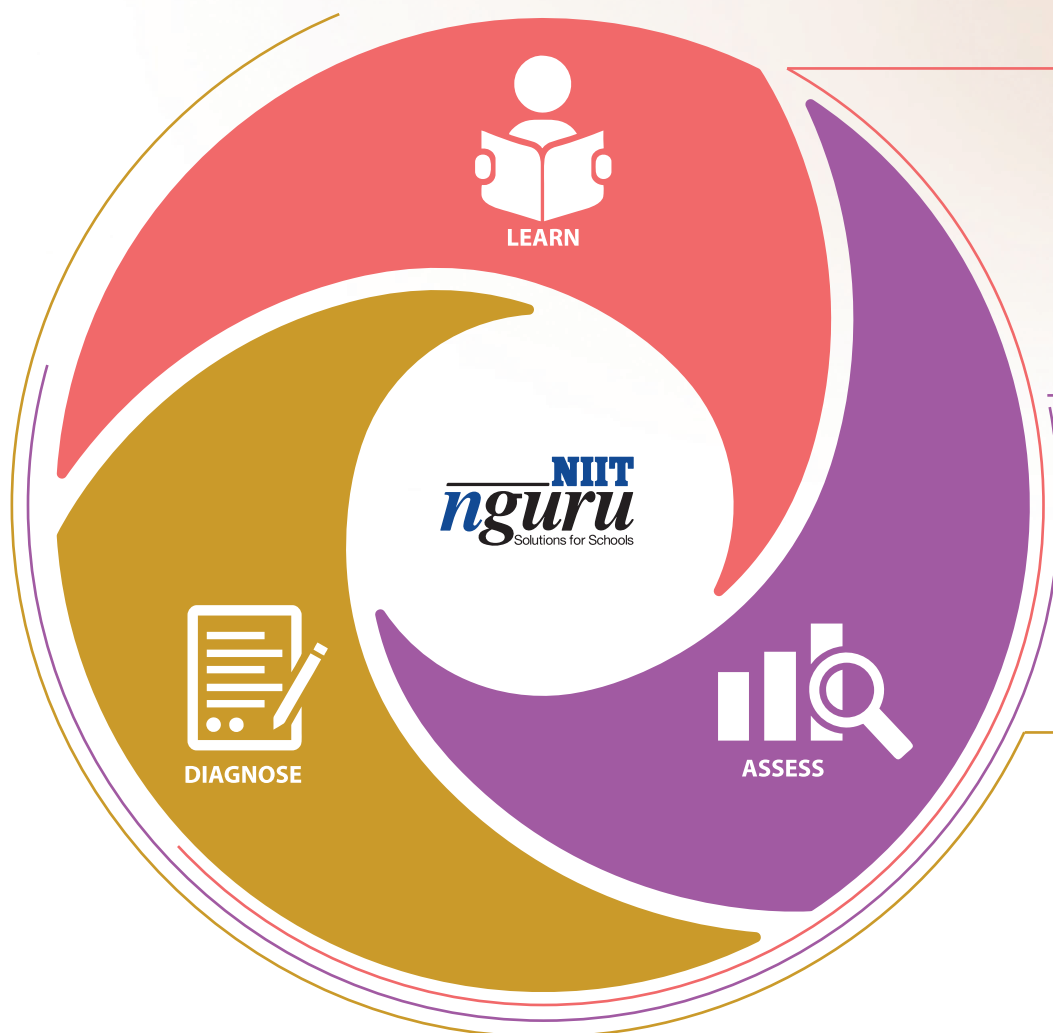 LEARN
NIIT
nguru
Solutions for Schools
DIAGNOSE
ASSESS